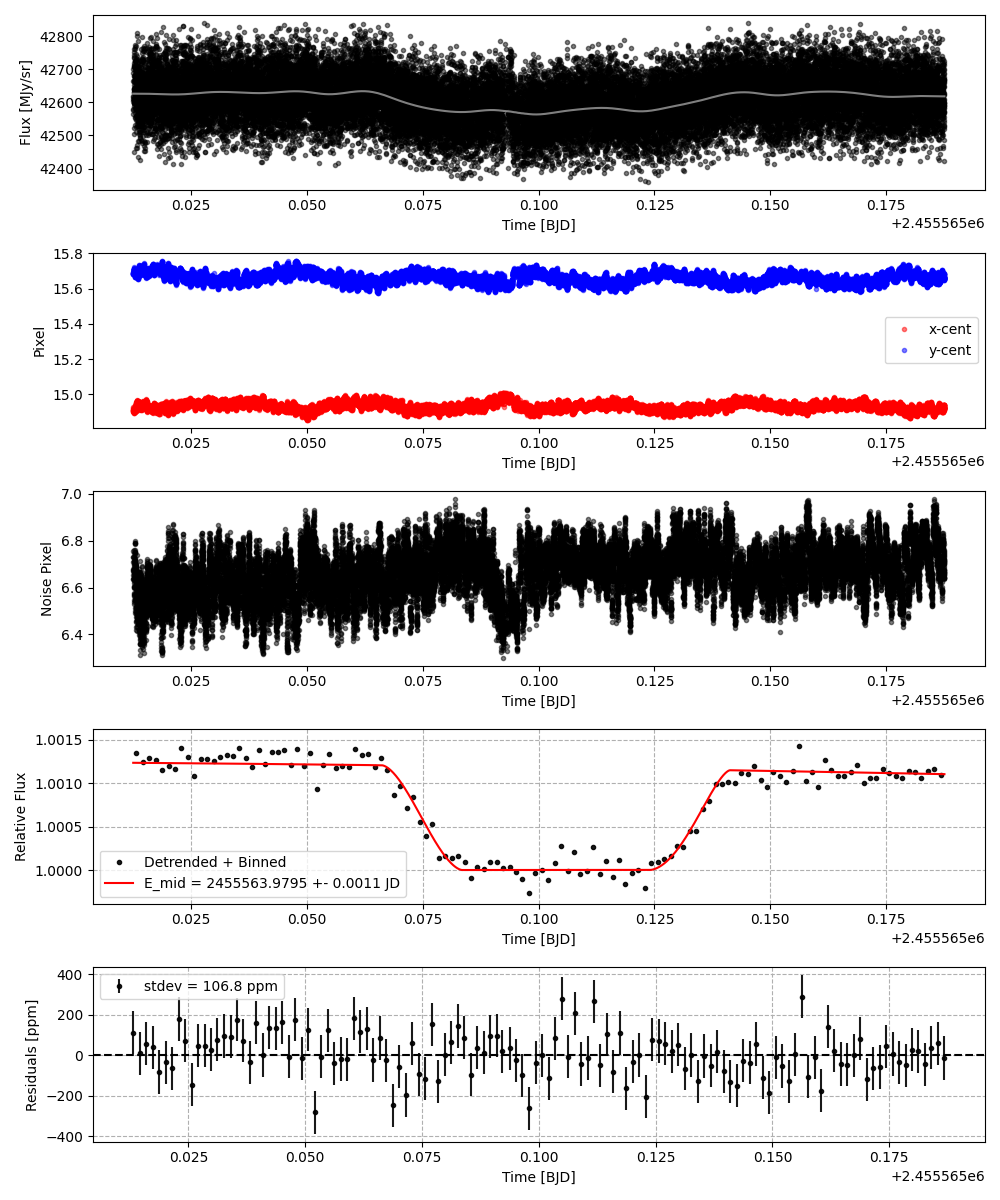 42800
42700
42600
42500
42400
Flux [MJy/sr]
0.025 0.050 0.075 0.100 0.125 0.150 0.175
Time [BJD]
+2.455565e6
15.8
15.6
15.4
15.2
15.0
Pixel
x-cent
y-cent
0.025 0.050 0.075 0.100 0.125 0.150 0.175
Time [BJD]
+2.455565e6
7.0
6.8
6.6
6.4
Noise Pixel
0.025 0.050 0.075 0.100 0.125 0.150 0.175
Time [BJD]
+2.455565e6
1.0015
1.0010
1.0005
1.0000
Relative Flux
Detrended + Binned
E_mid = 2455563.9795 +- 0.0011 JD
0.025 0.050 0.075 0.100 0.125 0.150 0.175
Time [BJD]
+2.455565e6
400
200
0
−200
−400
Residuals [ppm]
stdev = 106.8 ppm
0.025 0.050 0.075 0.100 0.125 0.150 0.175
Time [BJD]
+2.455565e6